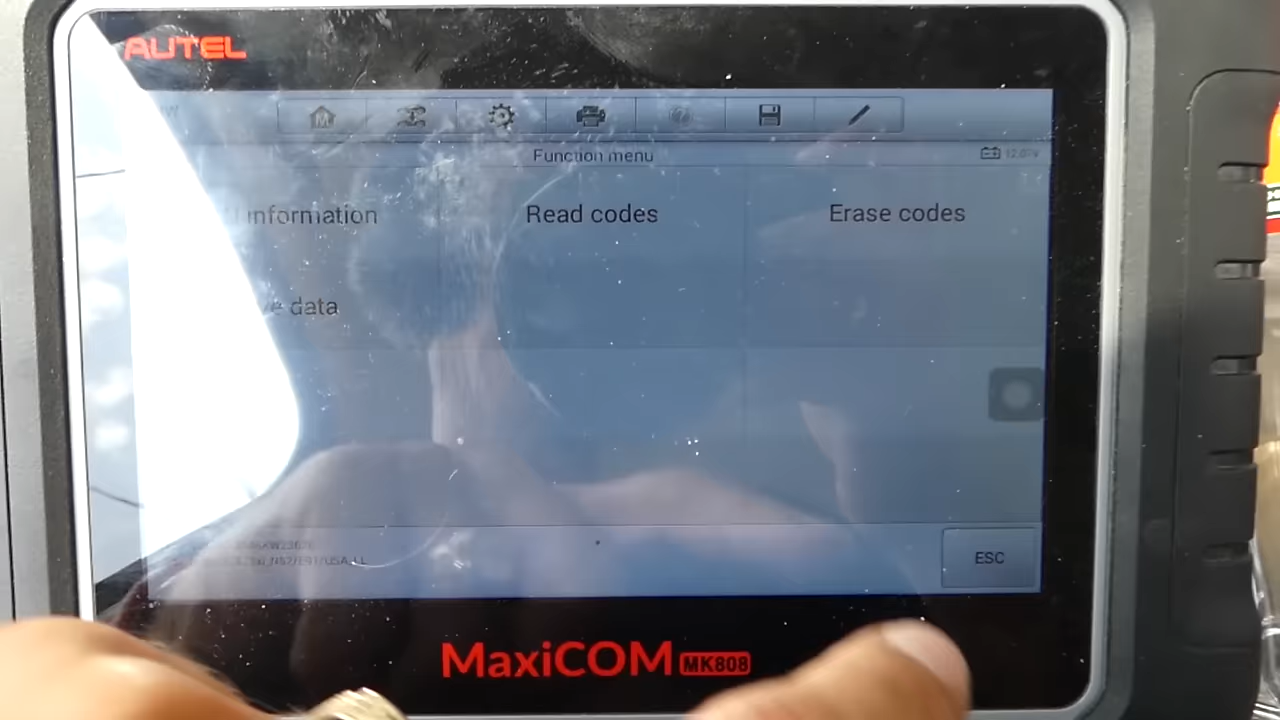 AUTEL
Function menu
information
Read codes
Erase codes
data
ESC
MaxiCOM MK808